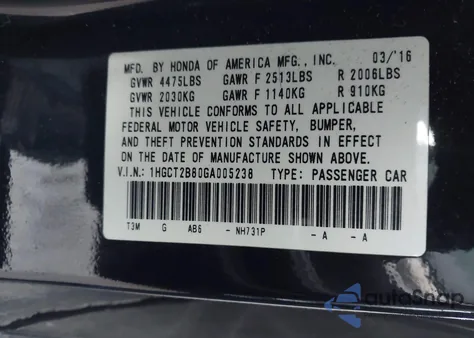 MFD. BY HONDA OF AMERICA MFG., INC. 03/'16
GVWR 4475LBS GAWR F 2513LBS R 2006LBS
GVWR 2030KG GAWR F 1140KG R 910KG
THIS VEHICLE CONFORMS TO ALL APPLICABLE
FEDERAL MOTOR VEHICLE SAFETY, BUMPER,
AND THEFT PREVENTION STANDARDS IN EFFECT
ON THE DATE OF MANUFACTURE SHOWN ABOVE.
V.I.N.: 1HGCT2B80GA005238 TYPE: PASSENGER CAR
T3M G AB6 - NH731P - A - A
autoSnap